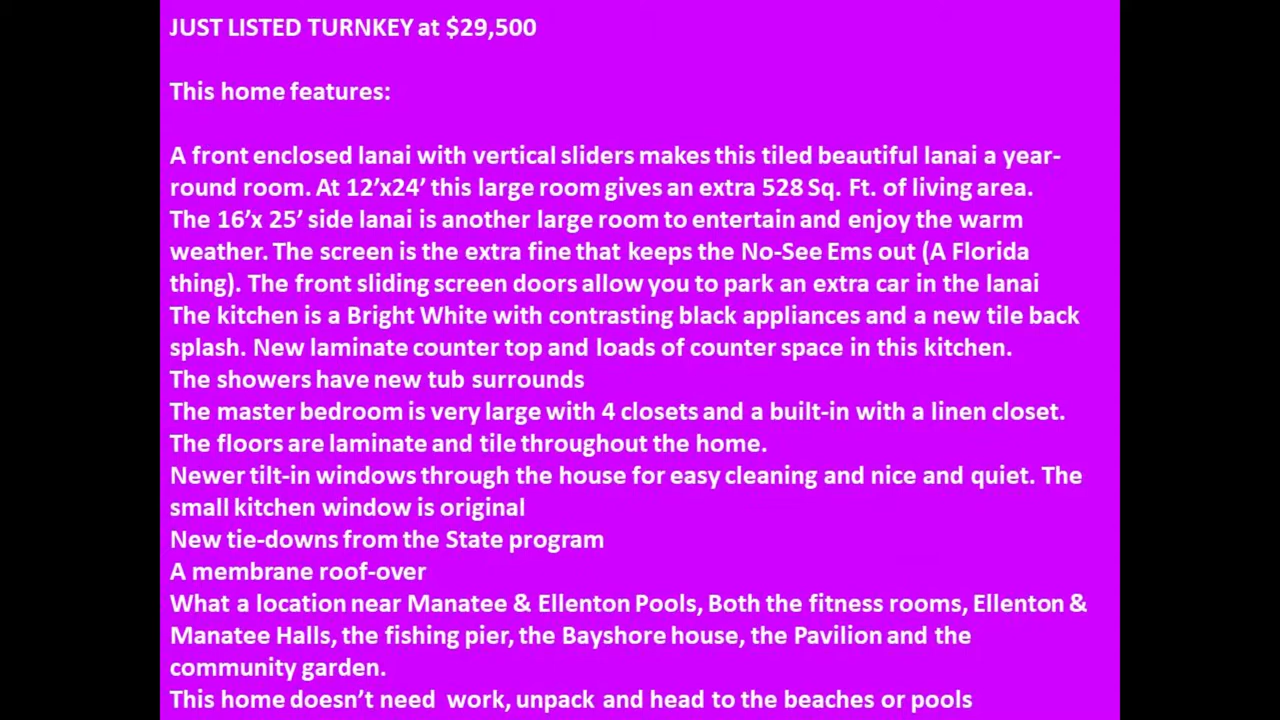 JUST LISTED TURNKEY at $29,500
This home features:
A front enclosed lanai with vertical sliders makes this tiled beautiful lanai a year-
round room. At 12’x24’ this large room gives an extra 528 Sq. Ft. of living area.
The 16’x 25’ side lanai is another large room to entertain and enjoy the warm
weather. The screen is the extra fine that keeps the No-See Ems out (A Florida
thing). The front sliding screen doors allow you to park an extra car in the lanai
The kitchen is a Bright White with contrasting black appliances and a new tile back
splash. New laminate counter top and loads of counter space in this kitchen.
The showers have new tub surrounds
The master bedroom is very large with 4 closets and a built-in with a linen closet.
The floors are laminate and tile throughout the home.
Newer tilt-in windows through the house for easy cleaning and nice and quiet. The
small kitchen window is original
New tie-downs from the State program
A membrane roof-over
What a location near Manatee & Ellenton Pools, Both the fitness rooms, Ellenton &
Manatee Halls, the fishing pier, the Bayshore house, the Pavilion and the
community garden.
This home doesn’t need  work, unpack and head to the beaches or pools